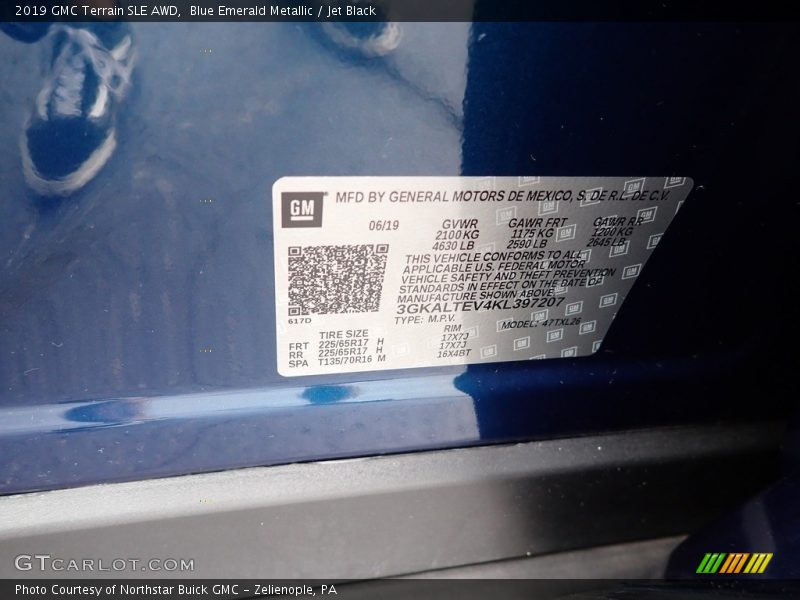 2019 GMC Terrain SLE AWD, Blue Emerald Metallic / Jet Black
GM
MFD BY GENERAL MOTORS DE MEXICO, S. DE R.L. DE C.V.
06/19 GVWR GAWR FRT GAWR RR
2100 KG 1175 KG 1200 KG
4630 LB 2590 LB 2645 LB
THIS VEHICLE CONFORMS TO ALL
APPLICABLE U.S. FEDERAL MOTOR
VEHICLE SAFETY AND THEFT PREVENTION
STANDARDS IN EFFECT ON THE DATE OF
MANUFACTURE SHOWN ABOVE
3GKALTEV4KL397207
617D
TYPE: M.P.V. MODEL: 47TXL26
TIRE SIZE RIM
FRT 225/65R17 H 17X7J
RR 225/65R17 H 17X7J
SPA T135/70R16 M 16X4BT
GTCARLOT.COM
Photo Courtesy of Northstar Buick GMC - Zelienople, PA